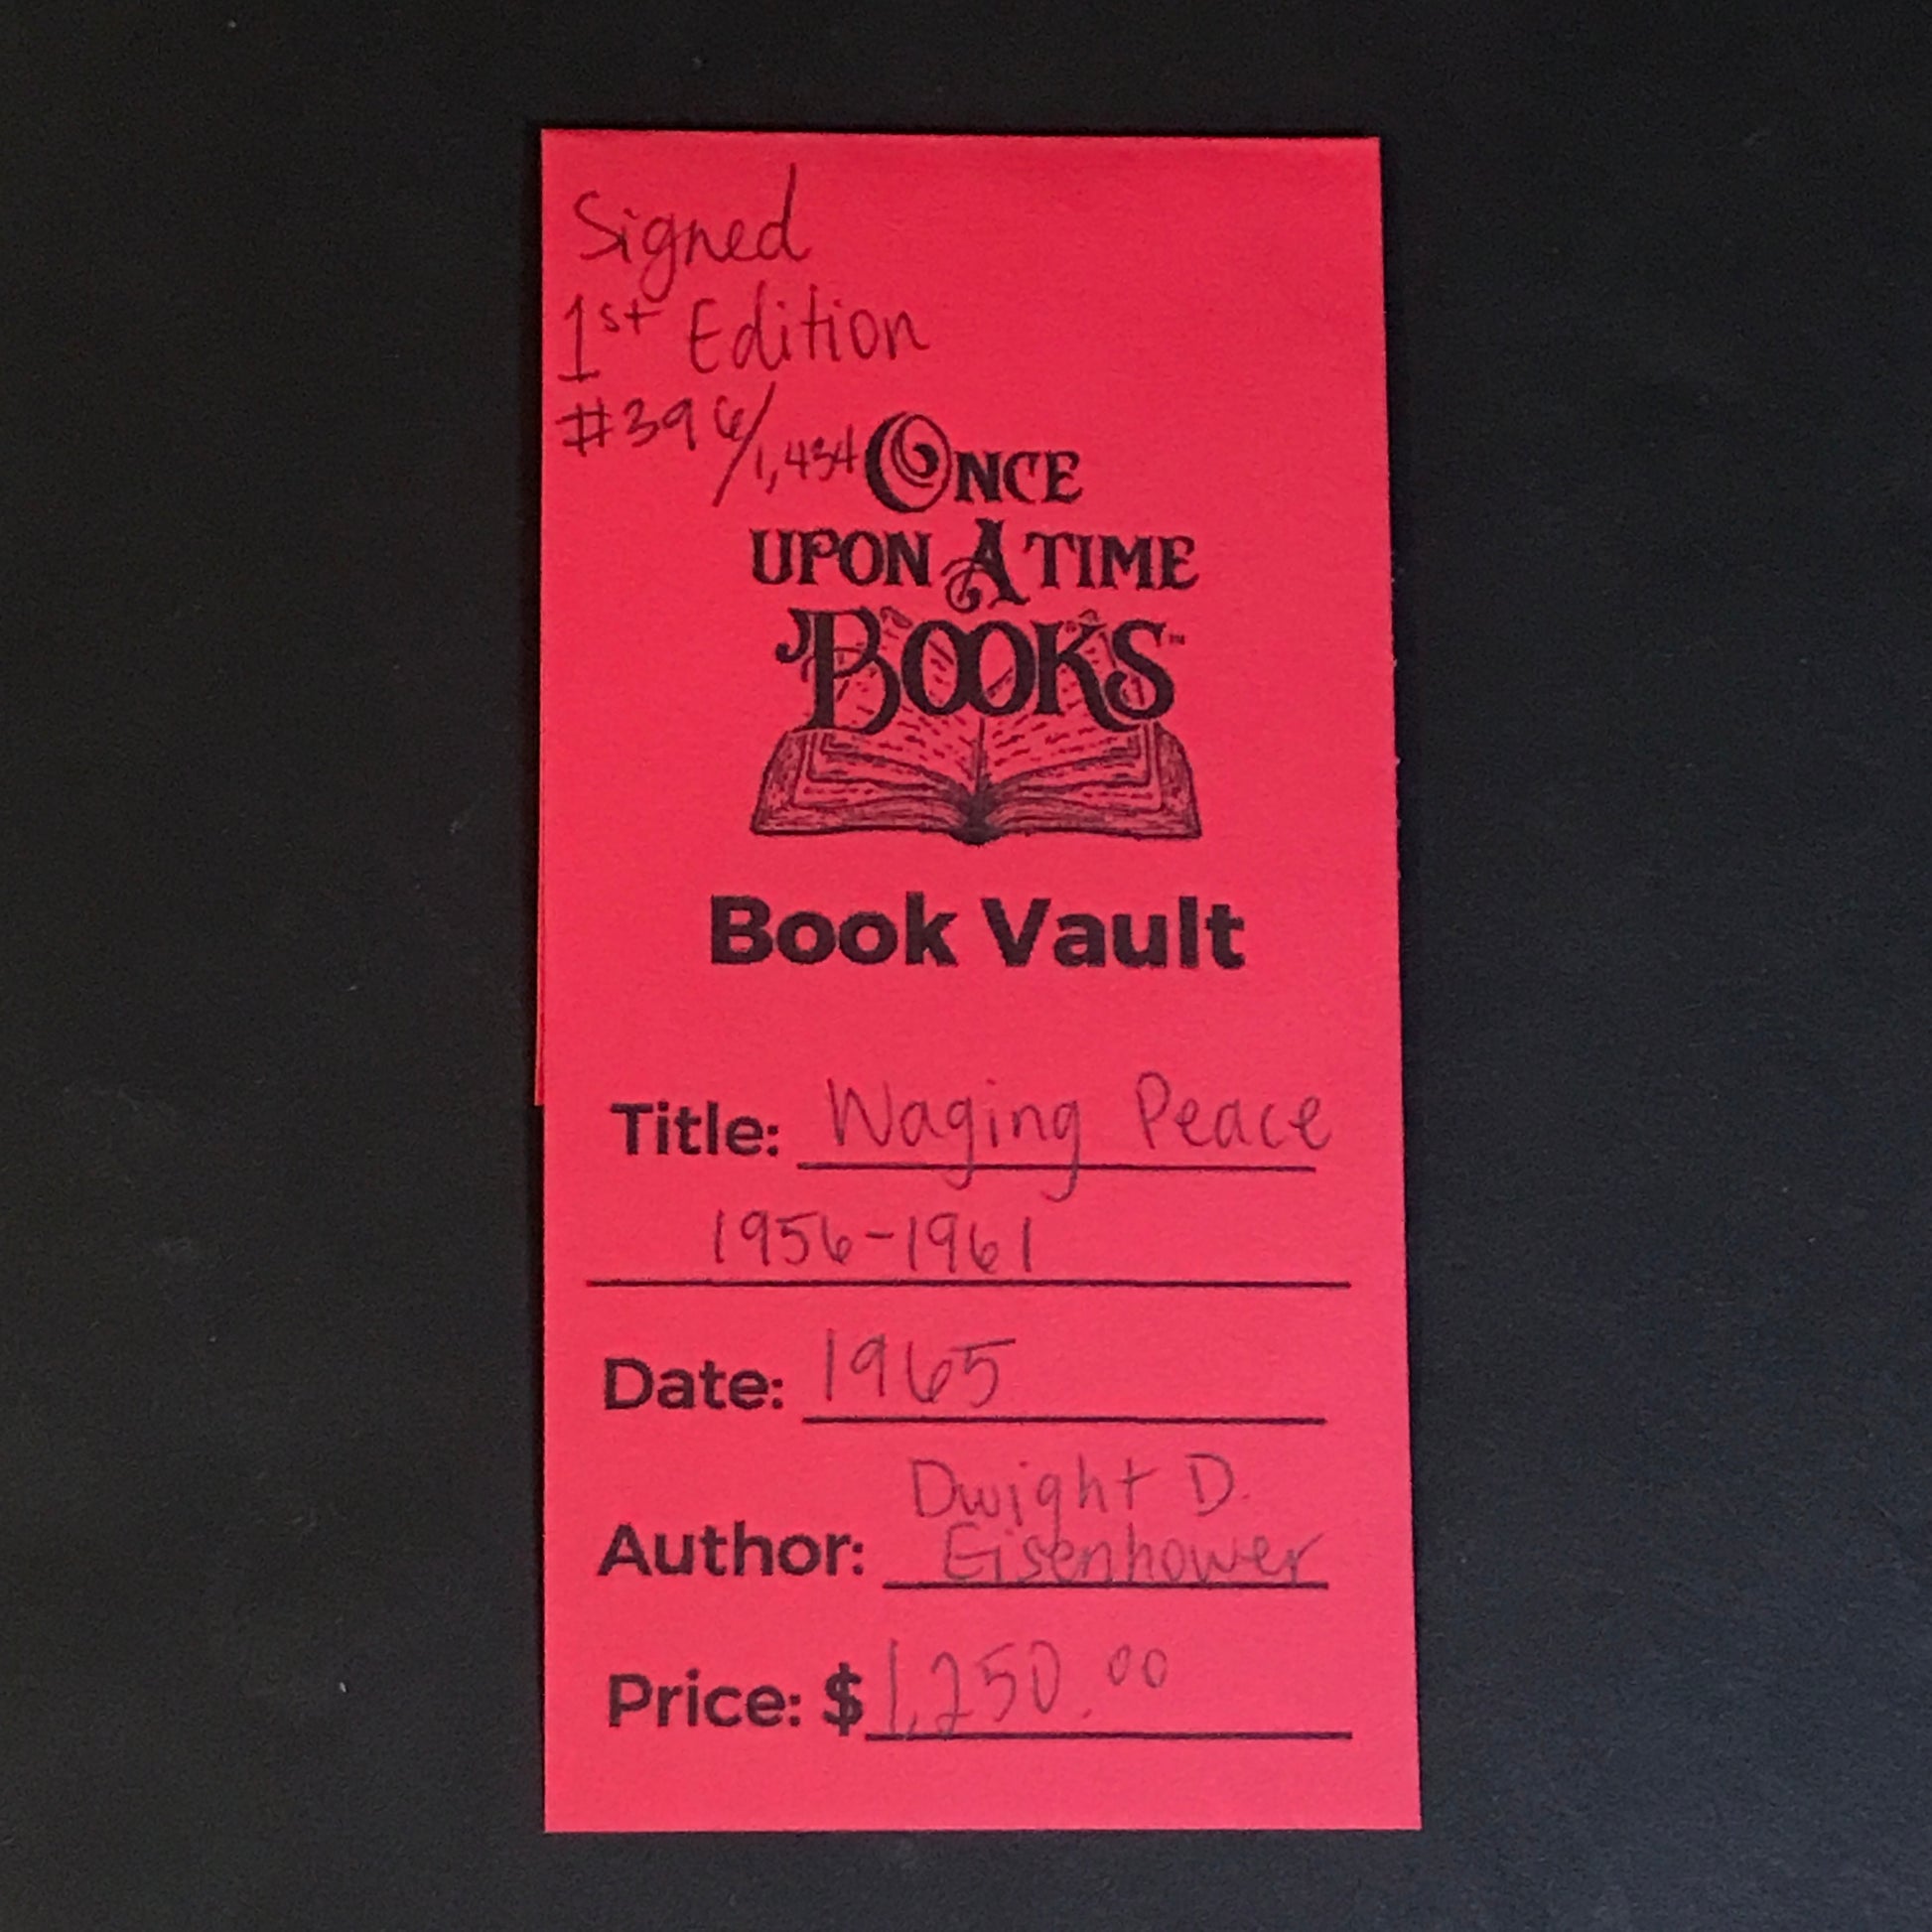 Signed
1st Edition
#396/1,434
ONCE
UPON A TIME
BOOKS™
Book Vault
Title: Waging Peace
1956-1961
Date: 1965
Dwight D.
Author: Eisenhower
Price: $1,250.00